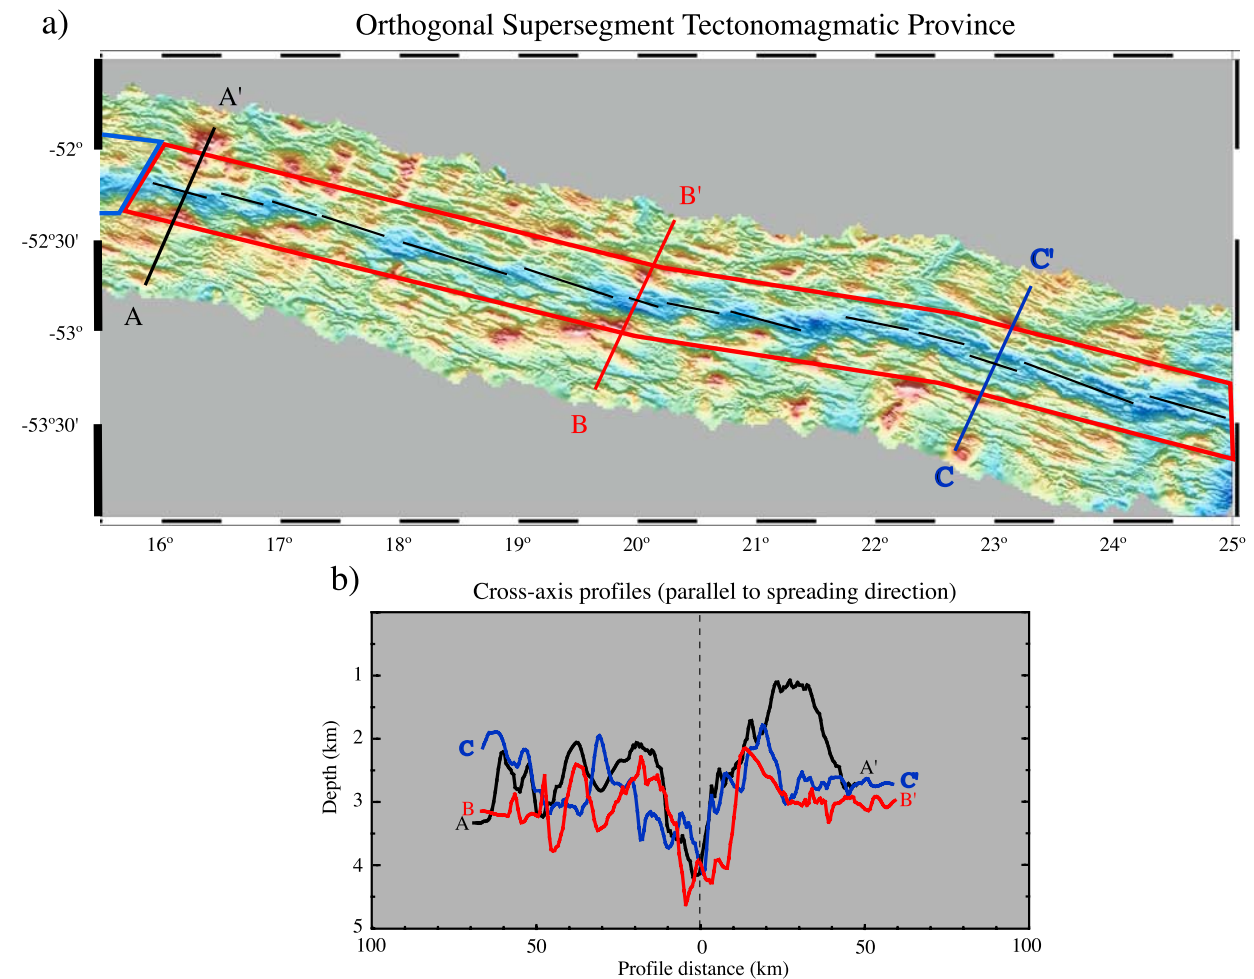 a)
Orthogonal Supersegment Tectonomagmatic Province
A'
-52°
B'
-52°30'
C'
A
-53°
B
-53°30'
C
16° 17° 18° 19° 20° 21° 22° 23° 24° 25°
b)
Cross-axis profiles (parallel to spreading direction)
1
2
C
A'
C'
Depth (km)
3
B
B'
A
4
5
100 50 0 50 100
Profile distance (km)